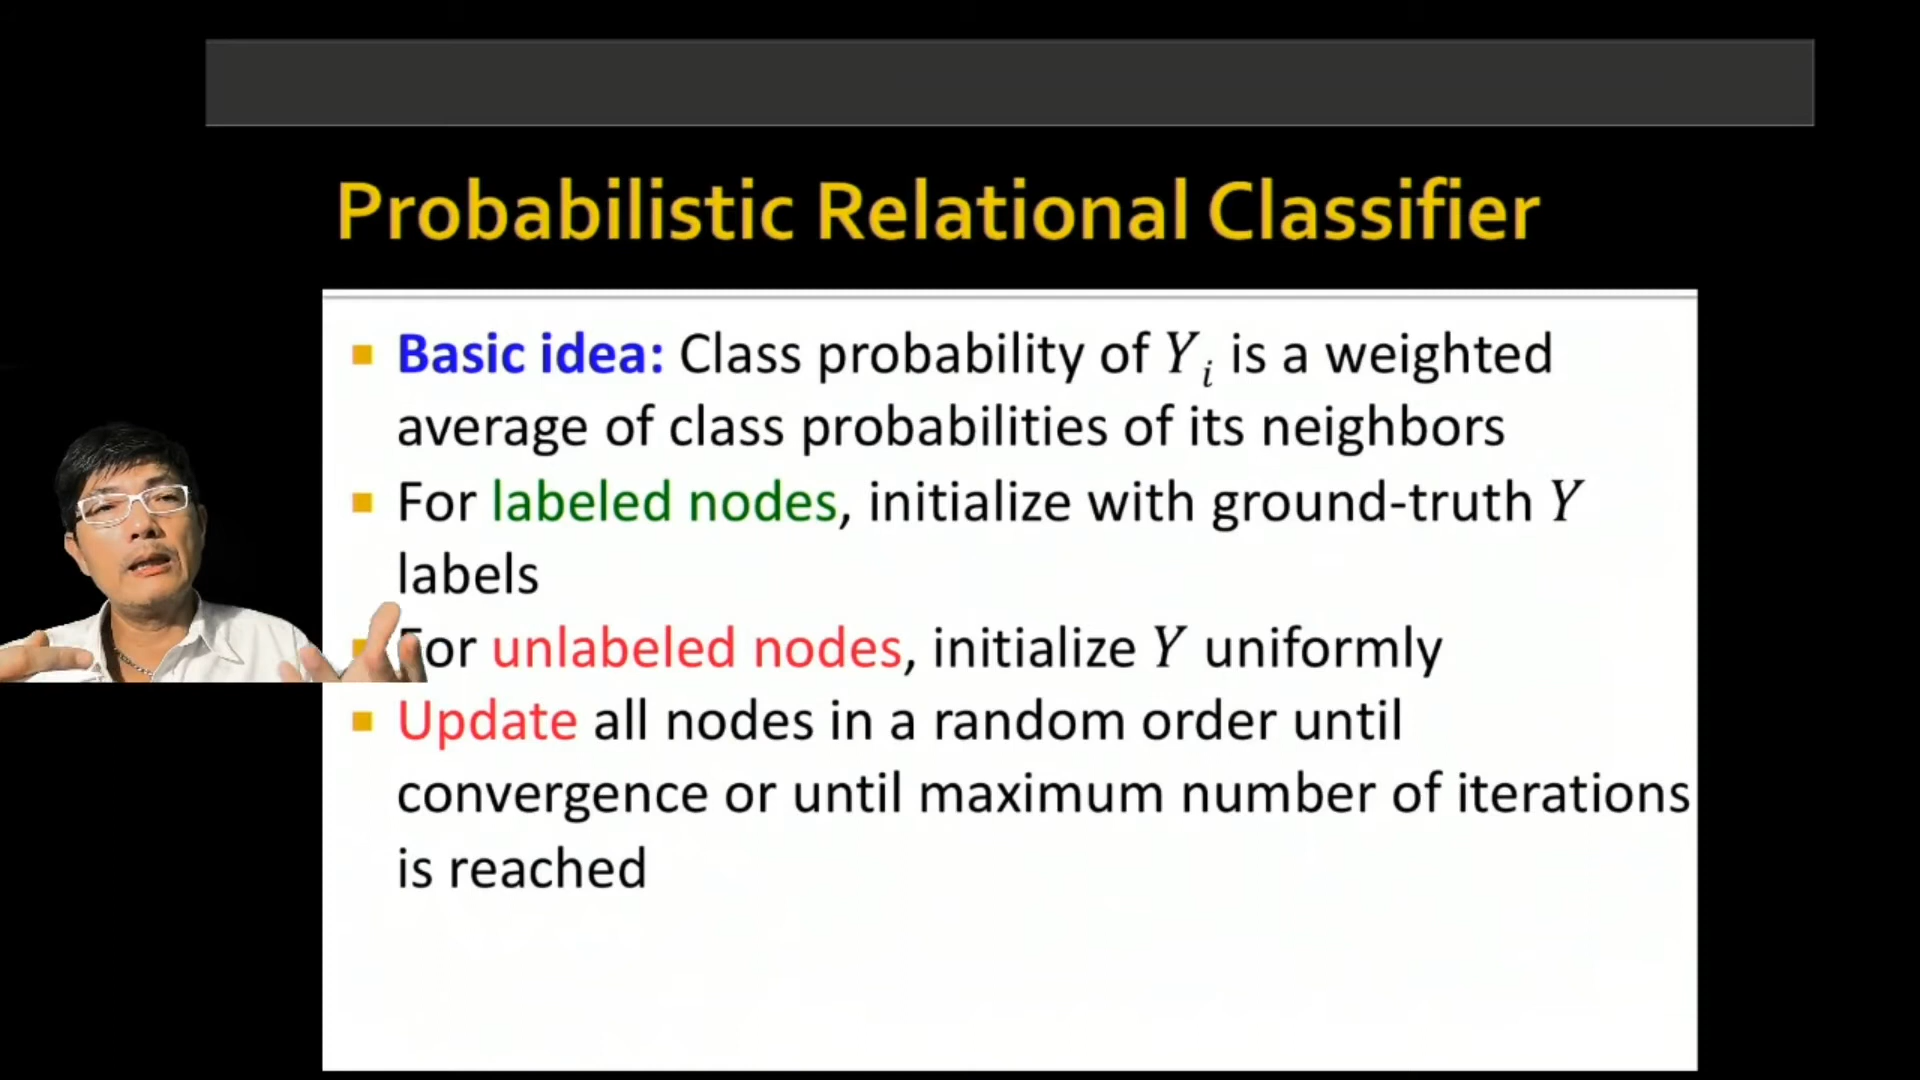 Probabilistic Relational Classifier
Basic idea: Class probability of Yᵢ is a weighted
average of class probabilities of its neighbors
For labeled nodes, initialize with ground-truth Y
labels
For unlabeled nodes, initialize Y uniformly
Update all nodes in a random order until
convergence or until maximum number of iterations
is reached